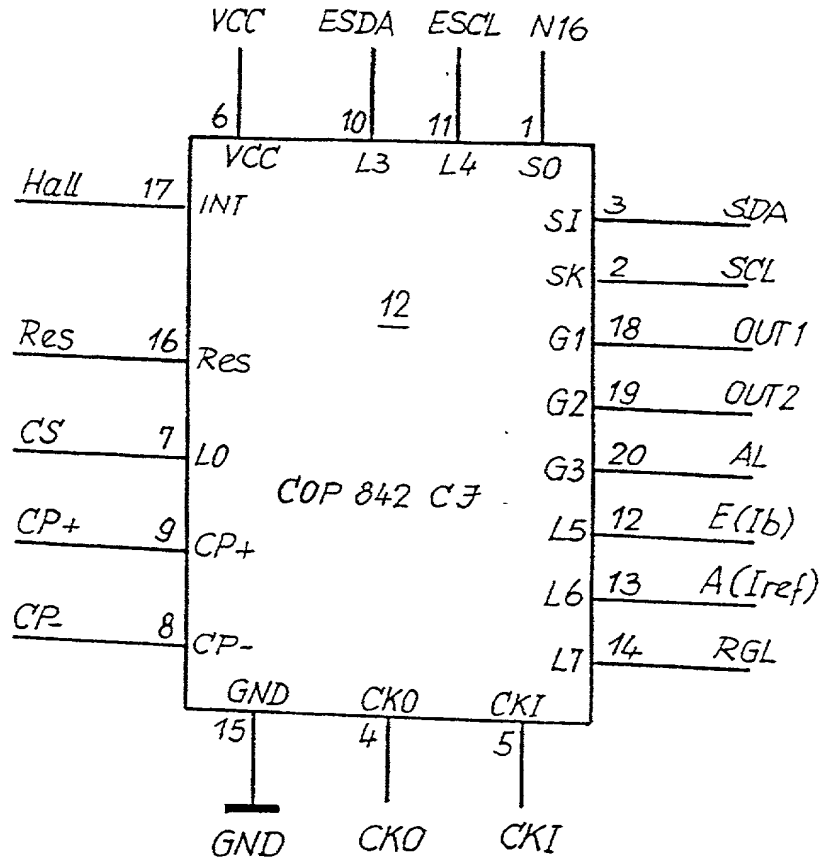 VCC ESDA ESCL N16
6 10 11 1
VCC L3 L4 SO
Hall 17 INT
SI 3 SDA
SK 2 SCL
12
Res 16 Res
G1 18 OUT1
G2 19 OUT2
CS 7 LO
G3 20 AL
COP 842 CJ
CP+ 9 CP+
L5 12 E(Ib)
L6 13 A(Iref)
CP- 8 CP-
L7 14 RGL
GND CKO CKI
15 4 5
GND CKO CKI